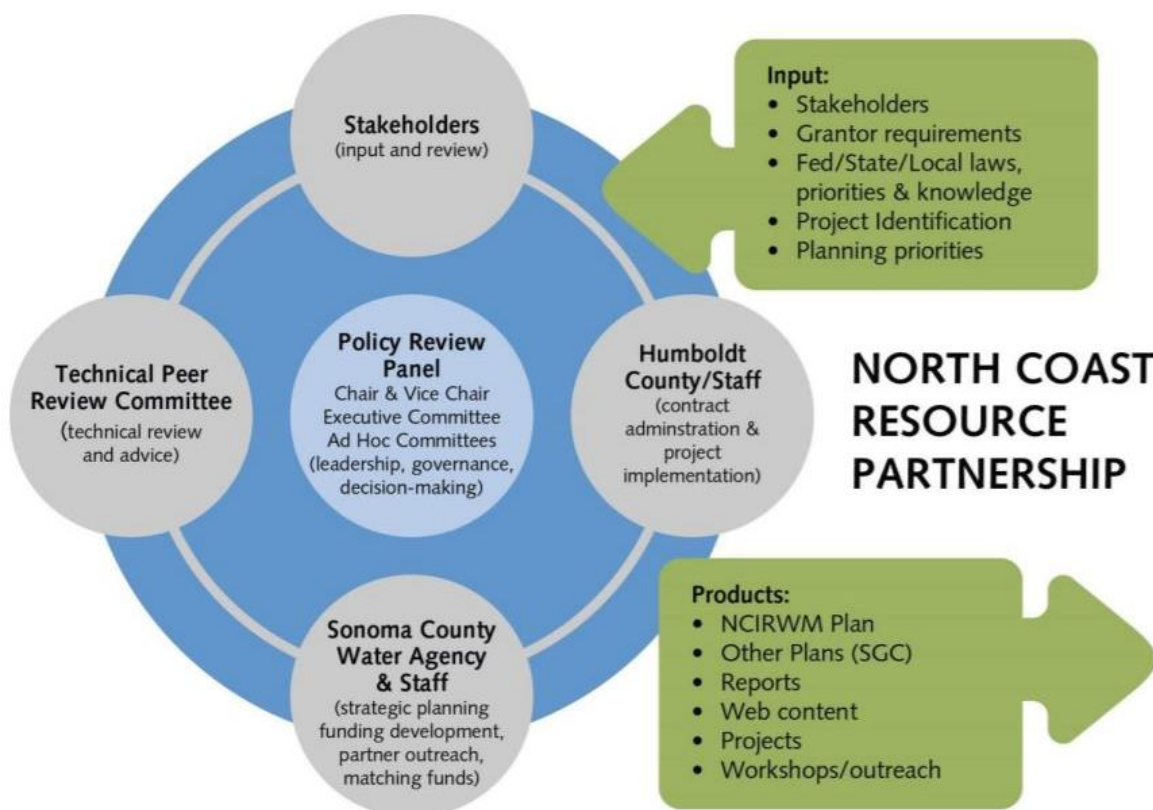 Stakeholders
(input and review)
Input:
• Stakeholders
• Grantor requirements
• Fed/State/Local laws,
priorities & knowledge
• Project Identification
• Planning priorities
Technical Peer
Review Committee
(technical review
and advice)
Policy Review
Panel
Chair & Vice Chair
Executive Committee
Ad Hoc Committees
(leadership, governance,
decision-making)
Humboldt
County/Staff
(contract
adminstration &
project
implementation)
NORTH COAST
RESOURCE
PARTNERSHIP
Sonoma County
Water Agency
& Staff
(strategic planning
funding development,
partner outreach,
matching funds)
Products:
• NCIRWM Plan
• Other Plans (SGC)
• Reports
• Web content
• Projects
• Workshops/outreach